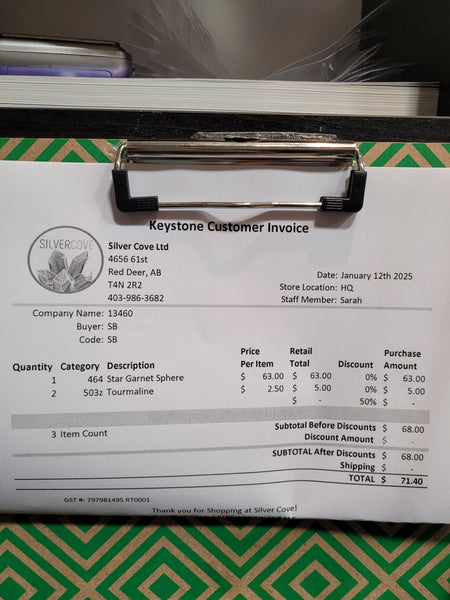 Keystone Customer Invoice
SILVERCOVE
Silver Cove Ltd
4656 61st
Red Deer, AB
T4N 2R2
403-986-3682
Date: January 12th 2025
Store Location: HQ
Staff Member: Sarah
Company Name: 13460
Buyer: SB
Code: SB
Quantity Category Description Price Per Item Retail Total Discount Purchase Amount
1 464 Star Garnet Sphere $ 63.00 $ 63.00 0% $ 63.00
2 503z Tourmaline $ 2.50 $ 5.00 0% $ 5.00
$ - 50% $ -
3 Item Count
Subtotal Before Discounts $ 68.00
Discount Amount $ -
SUBTOTAL After Discounts $ 68.00
Shipping $ -
TOTAL $ 71.40
GST #: 797981495 RT0001
Thank you for Shopping at Silver Cove!